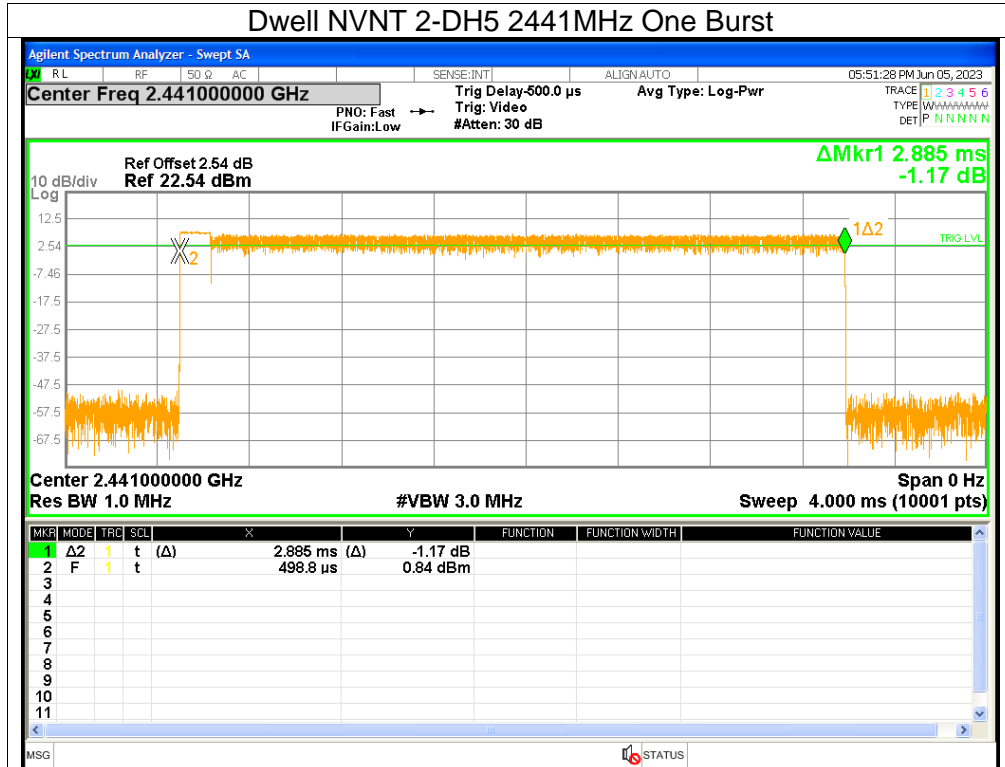 Dwell NVNT 2-DH5 2441MHz One Burst
Agilent Spectrum Analyzer - Swept SA
LXI RL RF 50 Ω AC SENSE:INT ALIGNAUTO 05:51:28 PM Jun 05, 2023
Center Freq 2.441000000 GHz
PNO: Fast
IFGain:Low
Trig Delay-500.0 µs
Trig: Video
#Atten: 30 dB
Avg Type: Log-Pwr
TRACE 1 2 3 4 5 6
TYPE WWWWWW
DET P N N N N N
ΔMkr1 2.885 ms
-1.17 dB
Ref Offset 2.54 dB
10 dB/div Ref 22.54 dBm
Log
12.5
2.54
-7.46
-17.5
-27.5
-37.5
-47.5
-57.5
-67.5
2
1Δ2
TRIG LVL
Center 2.441000000 GHz Span 0 Hz
Res BW 1.0 MHz #VBW 3.0 MHz Sweep 4.000 ms (10001 pts)
MKR MODE TRC SCL X Y FUNCTION FUNCTION WIDTH FUNCTION VALUE
1 Δ2 1 t (Δ) 2.885 ms (Δ) -1.17 dB
2 F 1 t 498.8 µs 0.84 dBm
3
4
5
6
7
8
9
10
11
MSG STATUS